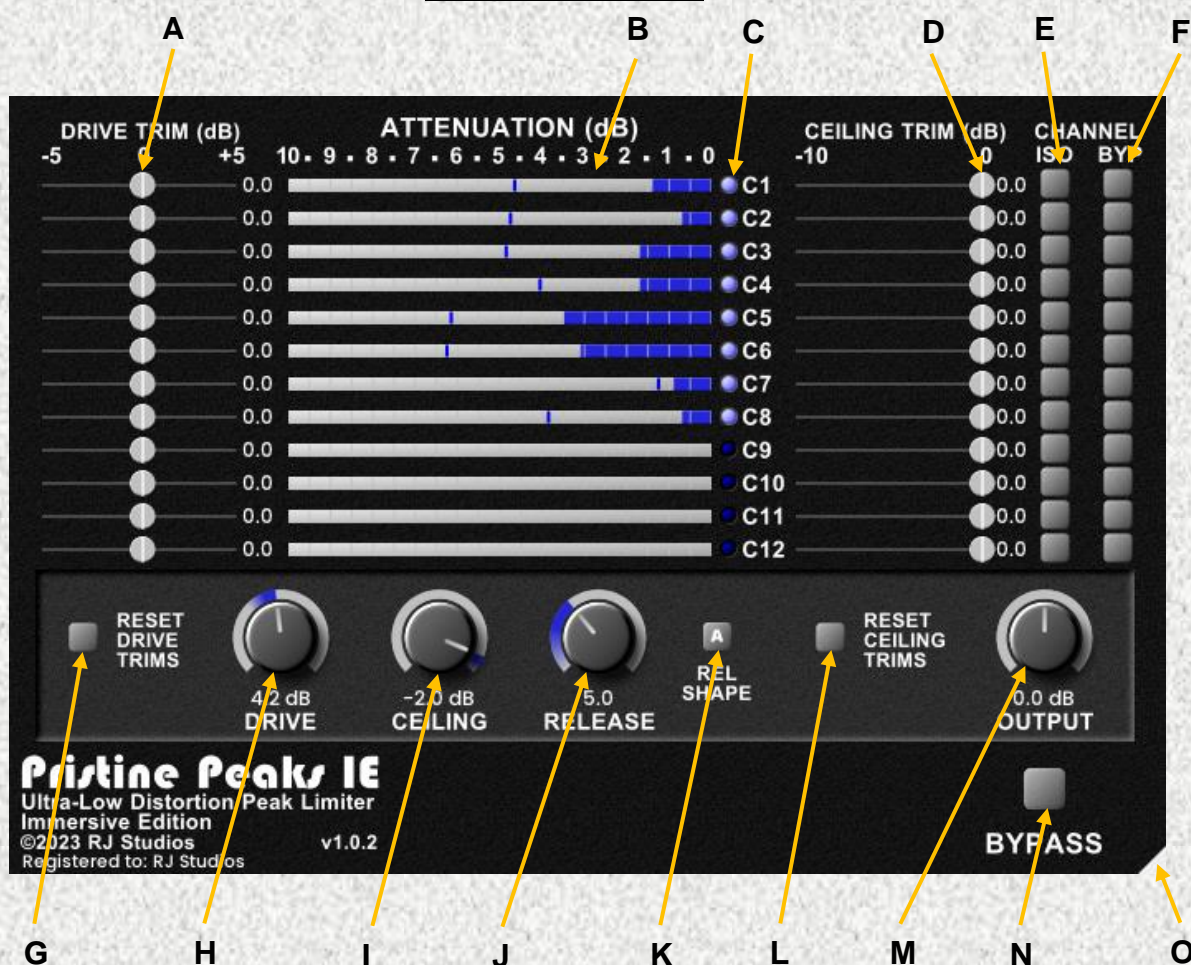 A B C D E F
DRIVE TRIM (dB) ATTENUATION (dB) CEILING TRIM (dB) CHANNEL
-5 0 +5 10 9 8 7 6 5 4 3 2 1 0 -10 0 ISO BYP
0.0 C1 0.0
0.0 C2 0.0
0.0 C3 0.0
0.0 C4 0.0
0.0 C5 0.0
0.0 C6 0.0
0.0 C7 0.0
0.0 C8 0.0
0.0 C9 0.0
0.0 C10 0.0
0.0 C11 0.0
0.0 C12 0.0
RESET
DRIVE
TRIMS
4.2 dB
DRIVE
-2.0 dB
CEILING
5.0
RELEASE
A
REL
SHAPE
RESET
CEILING
TRIMS
0.0 dB
OUTPUT
Pristine Peaks IE
Ultra-Low Distortion Peak Limiter
Immersive Edition
©2023 RJ Studios v1.0.2
Registered to: RJ Studios
BYPASS
G H I J K L M N O